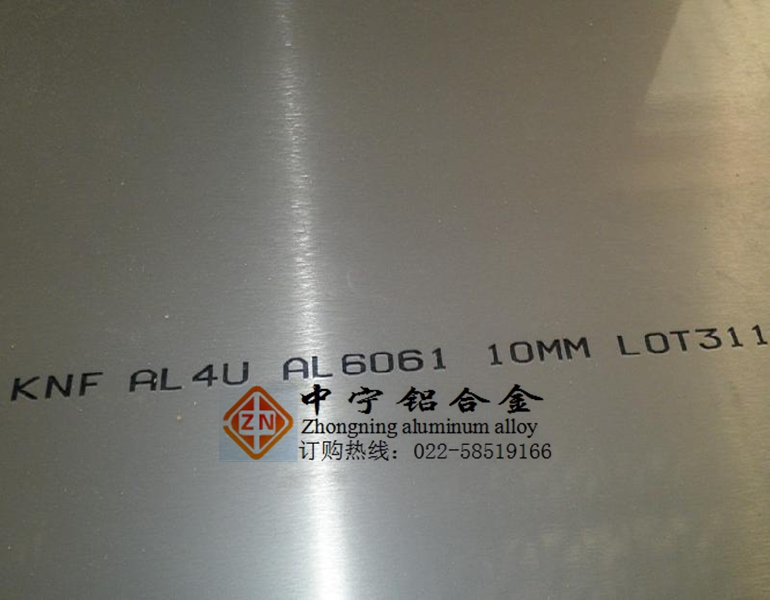 KNF AL4U AL6061 10MM LOT311
ZN
中宁铝合金
Zhongning aluminum alloy
订购热线：022-58519166